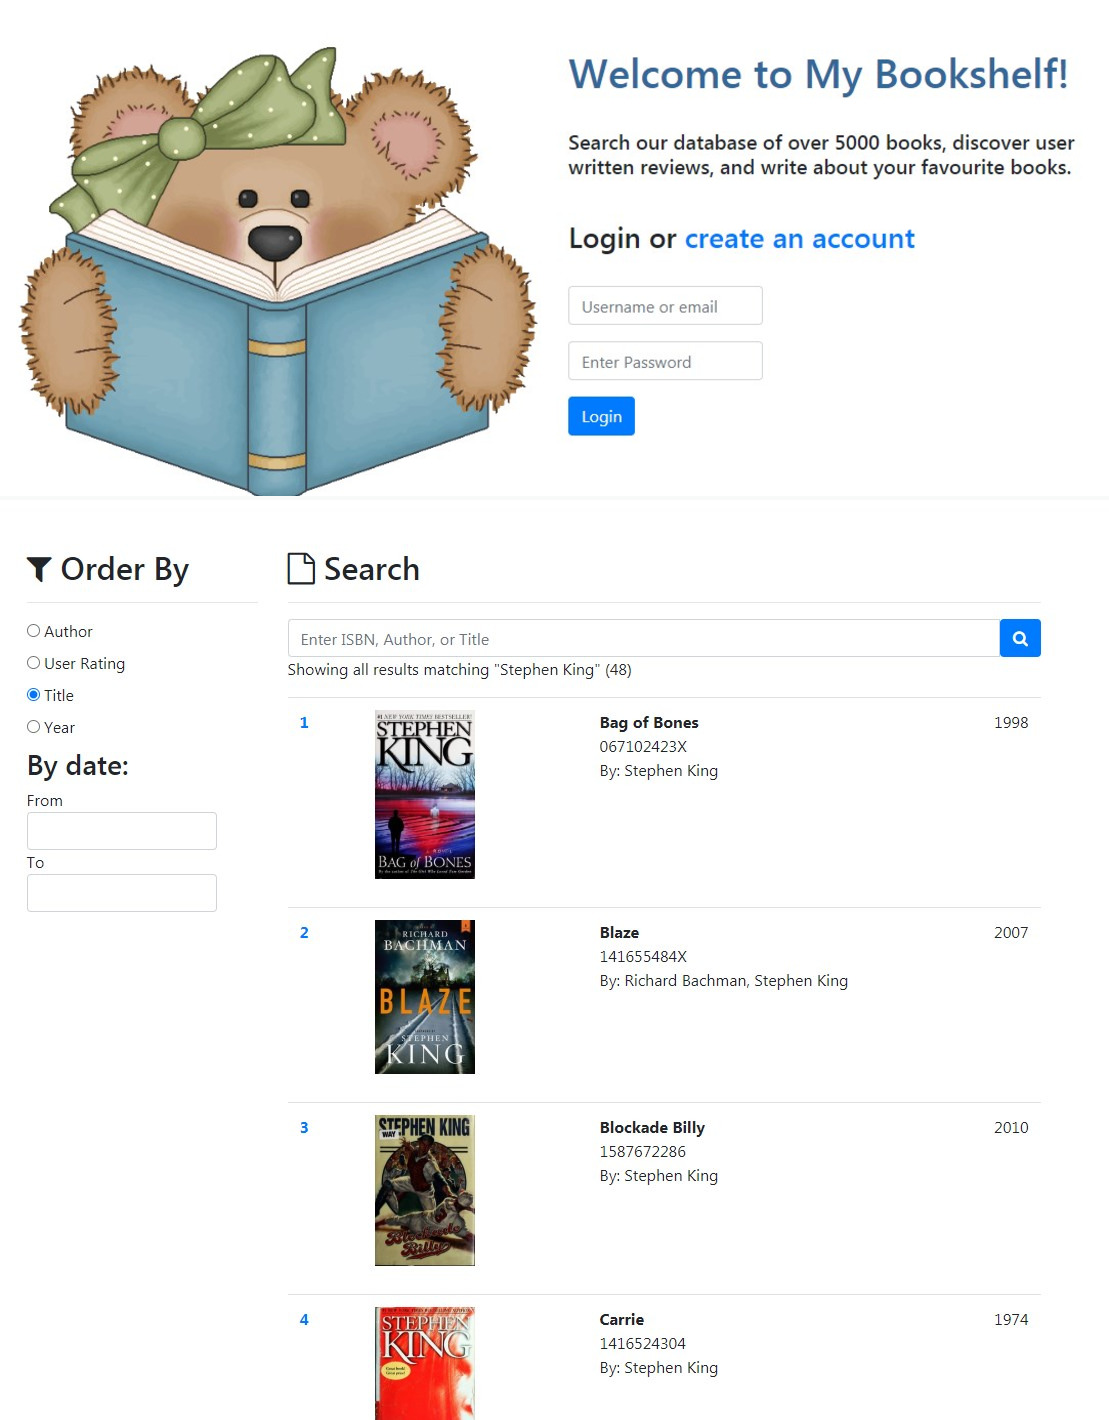 Welcome to My Bookshelf!
Search our database of over 5000 books, discover user
written reviews, and write about your favourite books.
Login or create an account
Username or email
Enter Password
Login
Order By
Author
User Rating
Title
Year
By date:
From
To
Search
Enter ISBN, Author, or Title
Showing all results matching "Stephen King" (48)
1
#1 NEW YORK TIMES BESTSELLER!
STEPHEN
KING
BAG of BONES
Bag of Bones
067102423X
By: Stephen King
1998
2
RICHARD
BACHMAN
BLAZE
STEPHEN
KING
Blaze
141655484X
By: Richard Bachman, Stephen King
2007
3
STEPHEN KING
WAY
Blockade
Billy
Blockade Billy
1587672286
By: Stephen King
2010
4
STEPHEN
KING
Carrie
1416524304
By: Stephen King
1974